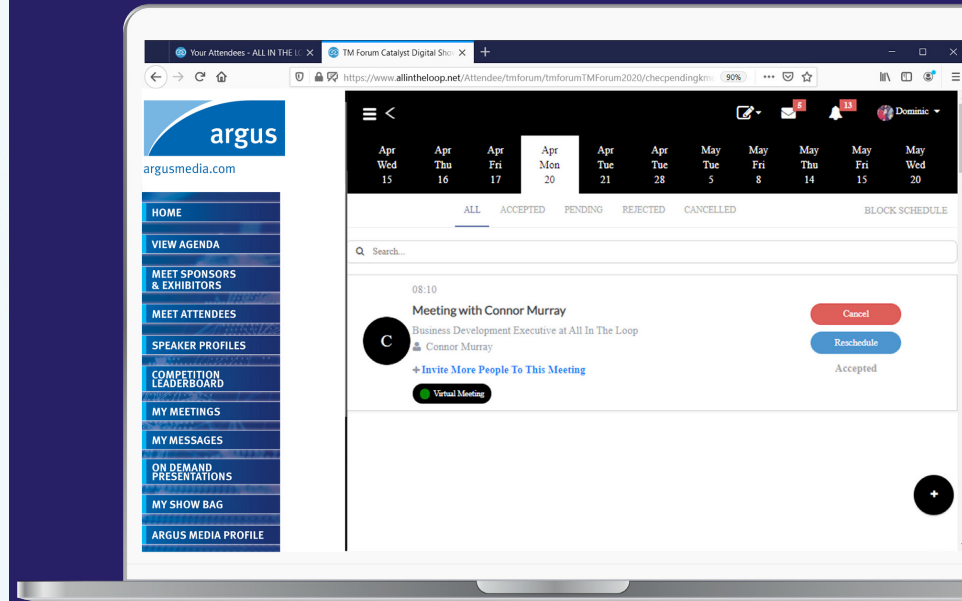 Your Attendees - ALL IN THE LO
TM Forum Catalyst Digital Show
https://www.allintheloop.net/Attendee/tmforum/tmforumTMForum2020/checpendingkme
90%
argus
argusmedia.com
HOME
VIEW AGENDA
MEET SPONSORS
& EXHIBITORS
MEET ATTENDEES
SPEAKER PROFILES
COMPETITION
LEADERBOARD
MY MEETINGS
MY MESSAGES
ON DEMAND
PRESENTATIONS
MY SHOW BAG
ARGUS MEDIA PROFILE
5
13
Dominic
Apr Apr Apr Apr Apr Apr May May May May May
Wed Thu Fri Mon Tue Tue Tue Fri Thu Fri Wed
15 16 17 20 21 28 5 8 14 15 20
ALL ACCEPTED PENDING REJECTED CANCELLED BLOCK SCHEDULE
Search...
08:10
Meeting with Connor Murray
Business Development Executive at All In The Loop
C
Connor Murray
+ Invite More People To This Meeting
Virtual Meeting
Cancel
Reschedule
Accepted
+